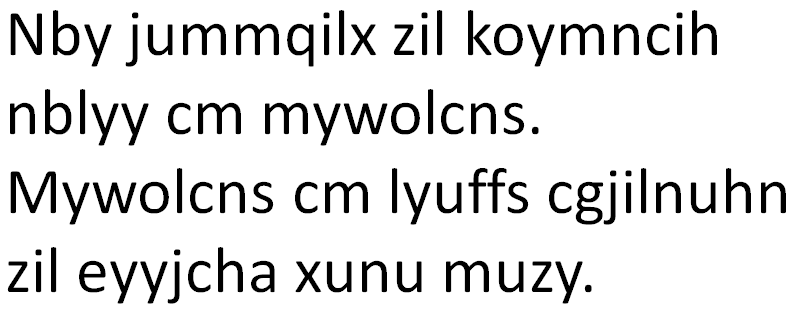 Nby jummqilx zil koymncih
nblyy cm mywolcns.
Mywolcns cm lyuffs cgjilnuhn
zil eyyjcha xunu muzy.